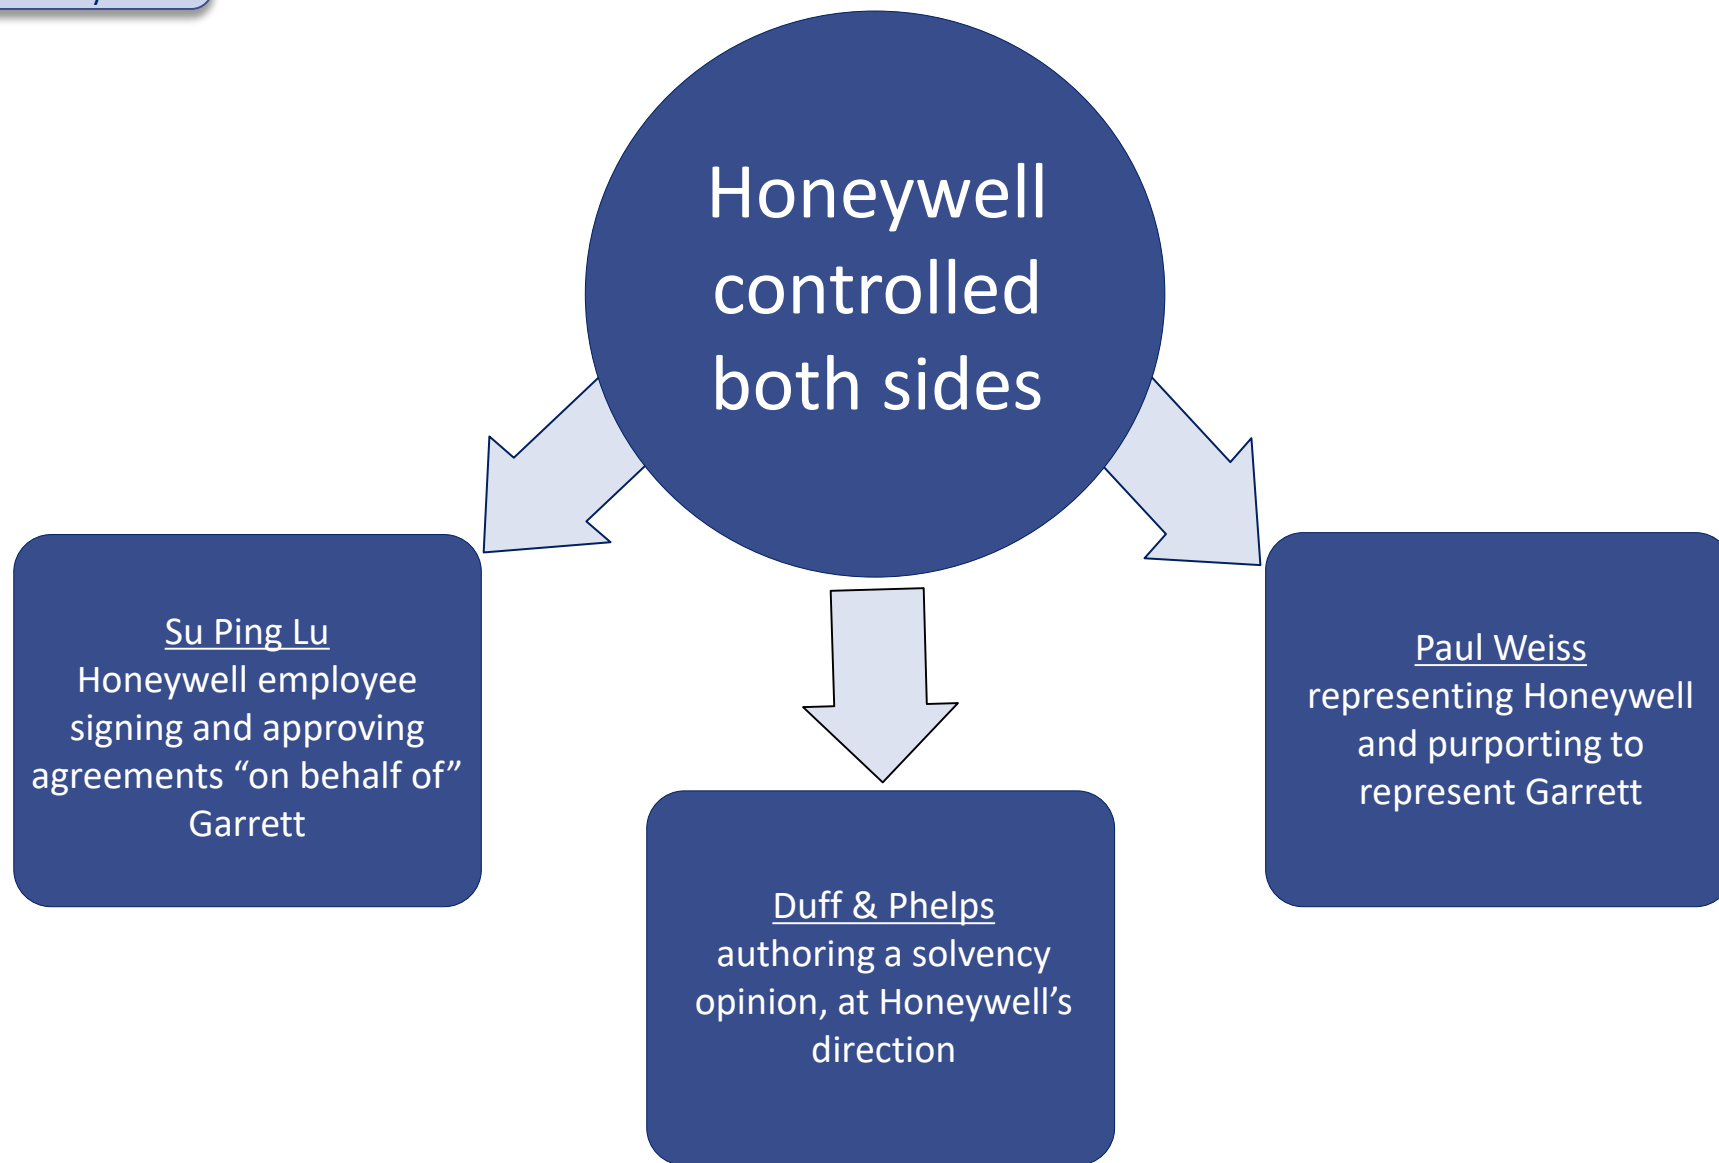 Honeywell
controlled
both sides
Su Ping Lu
Honeywell employee
signing and approving
agreements “on behalf of”
Garrett
Duff & Phelps
authoring a solvency
opinion, at Honeywell’s
direction
Paul Weiss
representing Honeywell
and purporting to
represent Garrett